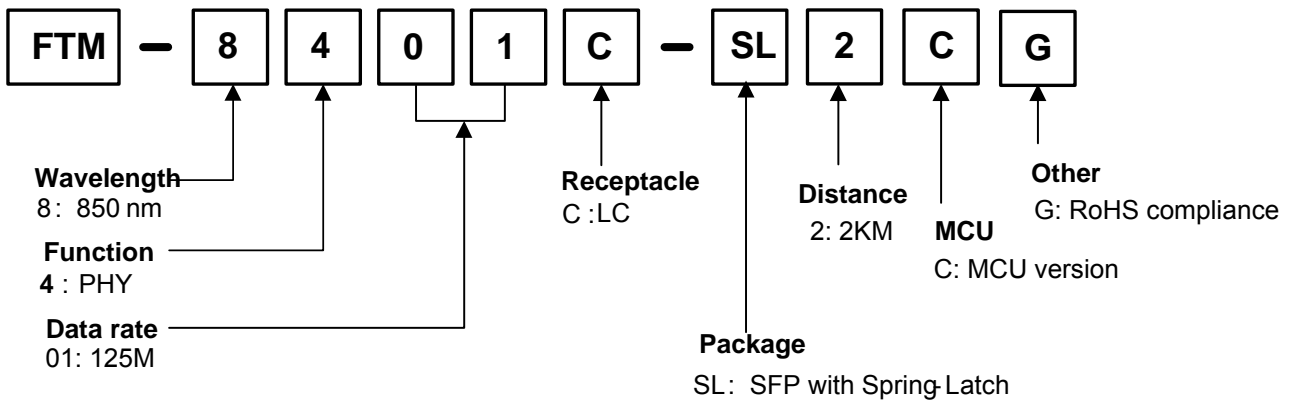 FTM – 8 4 0 1 C – SL 2 C G
Wavelength
8: 850 nm
Function
4 : PHY
Data rate
01: 125M
Receptacle
C :LC
Package
SL: SFP with Spring-Latch
Distance
2: 2KM
MCU
C: MCU version
Other
G: RoHS compliance